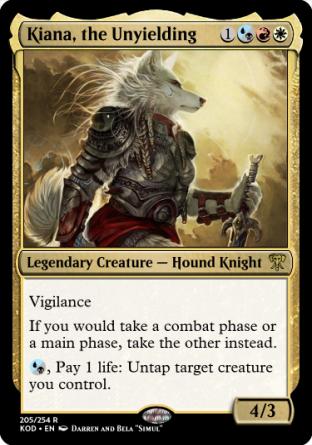 Kiana, the Unyielding 1
Legendary Creature — Hound Knight
Vigilance
If you would take a combat phase or
a main phase, take the other instead.
, Pay 1 life: Untap target creature
you control.
4/3
205/254 R
KOD • EN Darren and Bela "Simul"